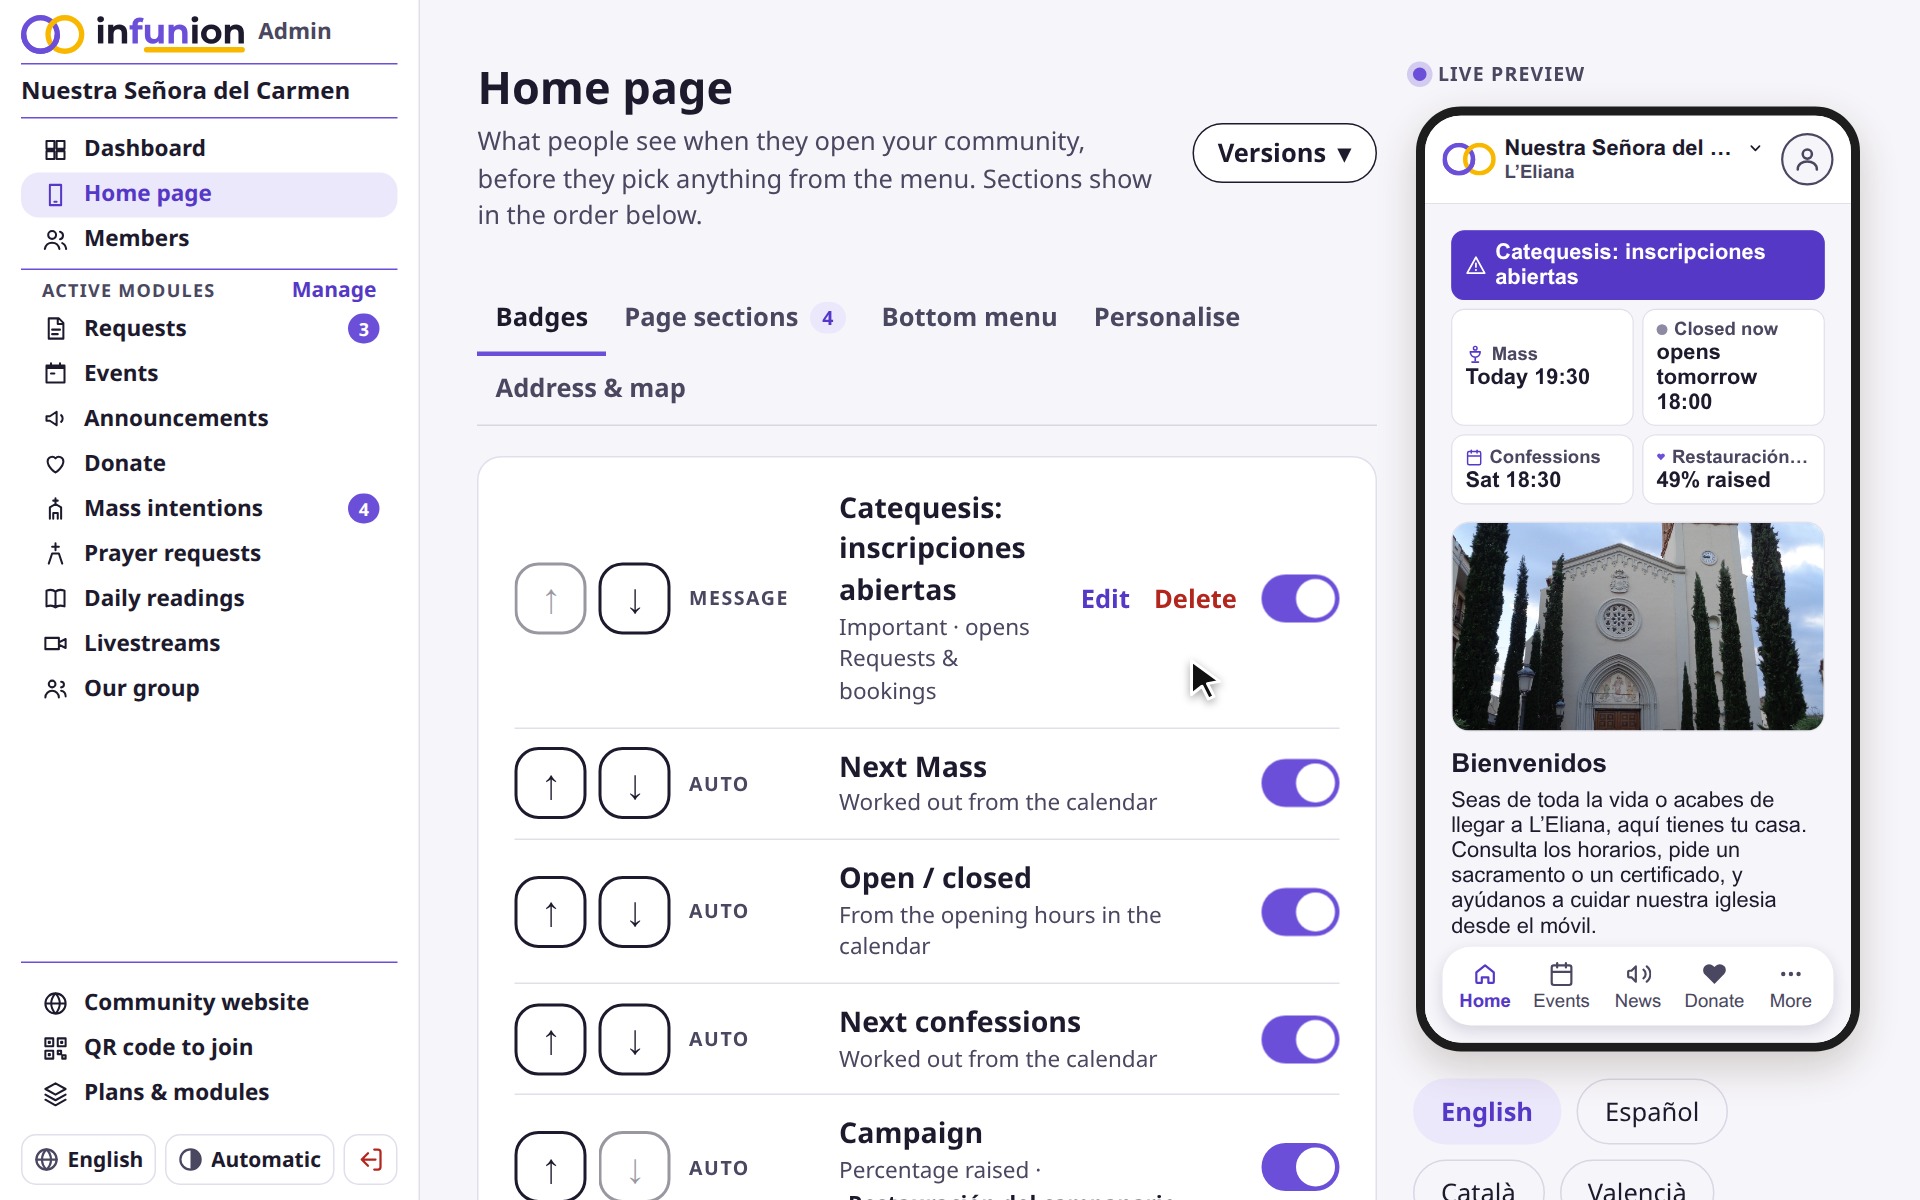 infunion Admin
Nuestra Señora del Carmen
Dashboard
Home page
Members
ACTIVE MODULES Manage
Requests 3
Events
Announcements
Donate
Mass intentions 4
Prayer requests
Daily readings
Livestreams
Our group
Community website
QR code to join
Plans & modules
English Automatic
Home page
What people see when they open your community,
before they pick anything from the menu. Sections show
in the order below.
Versions ▼
Badges Page sections 4 Bottom menu Personalise
Address & map
↑ ↓ MESSAGE
Catequesis:
inscripciones
abiertas
Important · opens
Requests &
bookings
Edit Delete
↑ ↓ AUTO
Next Mass
Worked out from the calendar
↑ ↓ AUTO
Open / closed
From the opening hours in the
calendar
↑ ↓ AUTO
Next confessions
Worked out from the calendar
↑ ↓ AUTO
Campaign
Percentage raised ·
Restauración del campanario
LIVE PREVIEW
Nuestra Señora del ...
L'Eliana
Catequesis: inscripciones
abiertas
Mass
Today 19:30
Closed now
opens
tomorrow
18:00
Confessions
Sat 18:30
Restauración...
49% raised
Bienvenidos
Seas de toda la vida o acabes de
llegar a L'Eliana, aquí tienes tu casa.
Consulta los horarios, pide un
sacramento o un certificado, y
ayúdanos a cuidar nuestra iglesia
desde el móvil.
Home Events News Donate More
English Español
Català Valencià